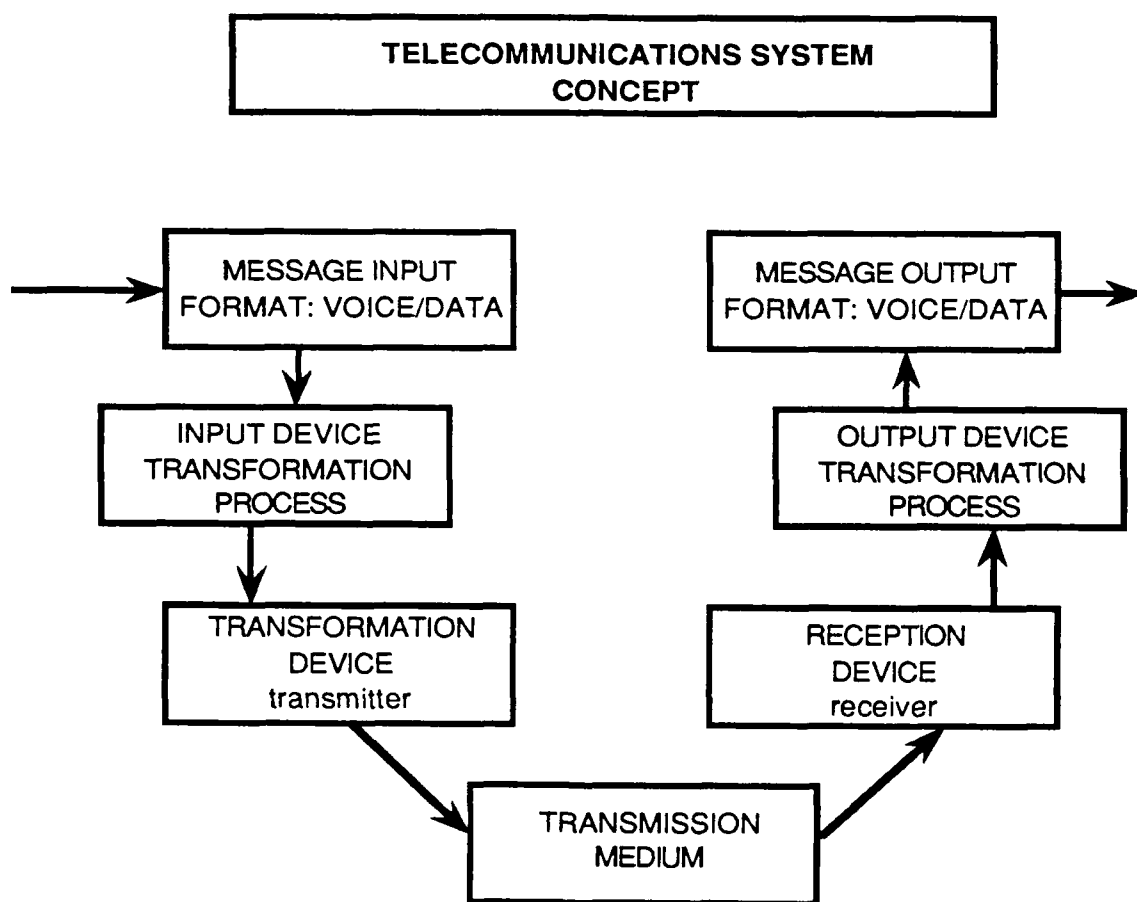 TELECOMMUNICATIONS SYSTEM
CONCEPT
MESSAGE INPUT
FORMAT: VOICE/DATA
INPUT DEVICE
TRANSFORMATION
PROCESS
TRANSFORMATION
DEVICE
transmitter
TRANSMISSION
MEDIUM
RECEPTION
DEVICE
receiver
OUTPUT DEVICE
TRANSFORMATION
PROCESS
MESSAGE OUTPUT
FORMAT: VOICE/DATA